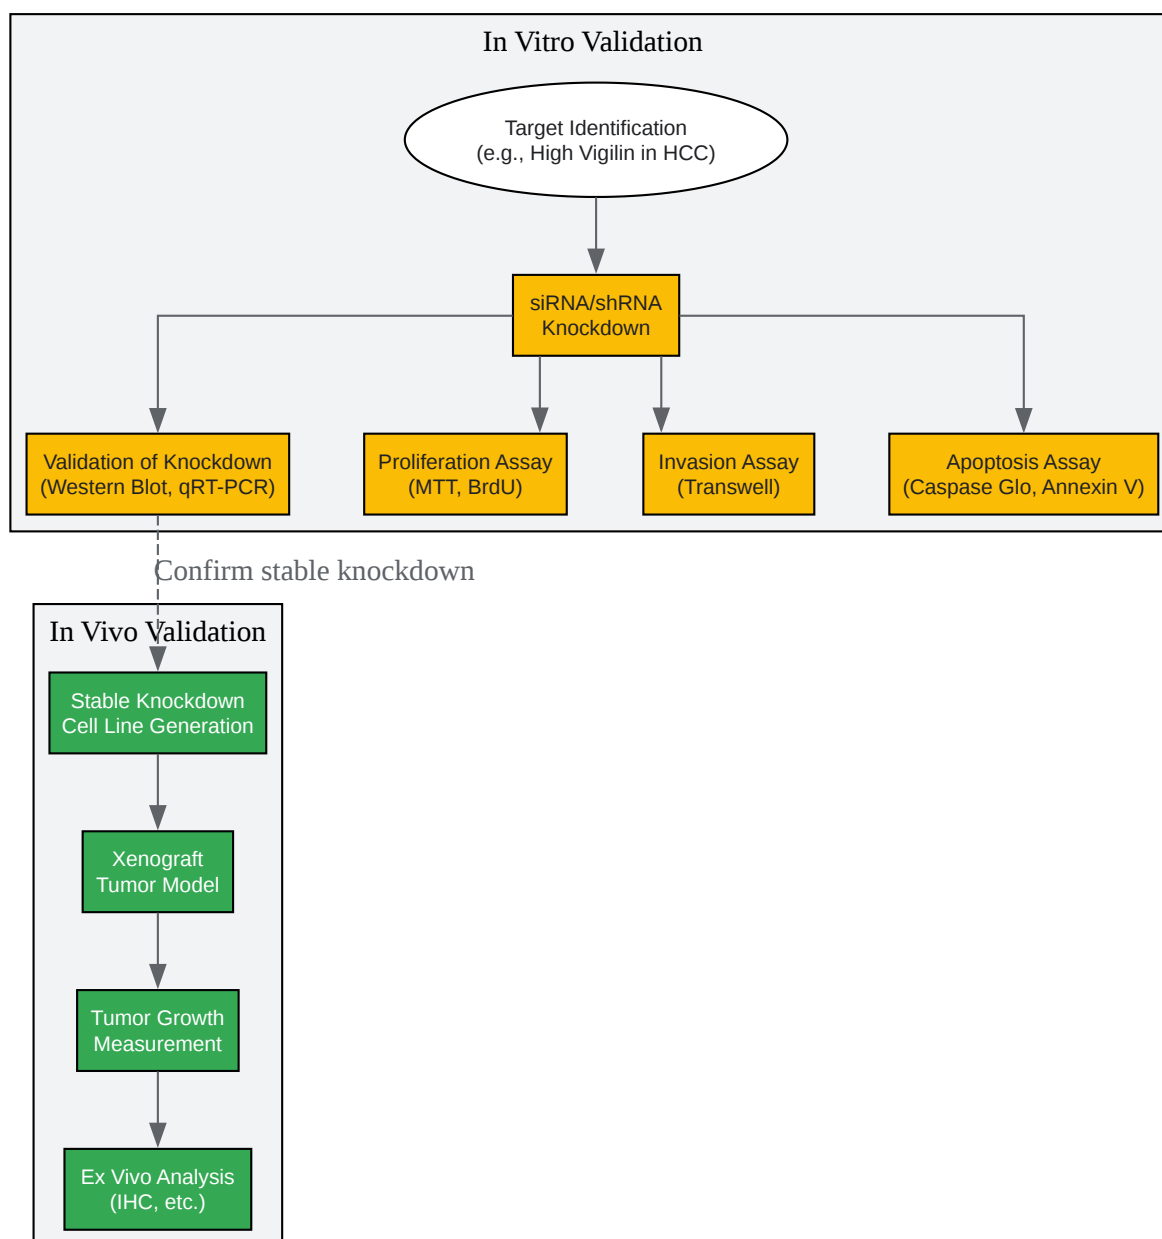 In Vitro Validation
Target Identification
(e.g., High Vigilin in HCC)
siRNA/shRNA
Knockdown
Validation of Knockdown
(Western Blot, qRT-PCR)
Proliferation Assay
(MTT, BrdU)
Invasion Assay
(Transwell)
Apoptosis Assay
(Caspase Glo, Annexin V)
Confirm stable knockdown
In Vivo Validation
Stable Knockdown
Cell Line Generation
Xenograft
Tumor Model
Tumor Growth
Measurement
Ex Vivo Analysis
(IHC, etc.)